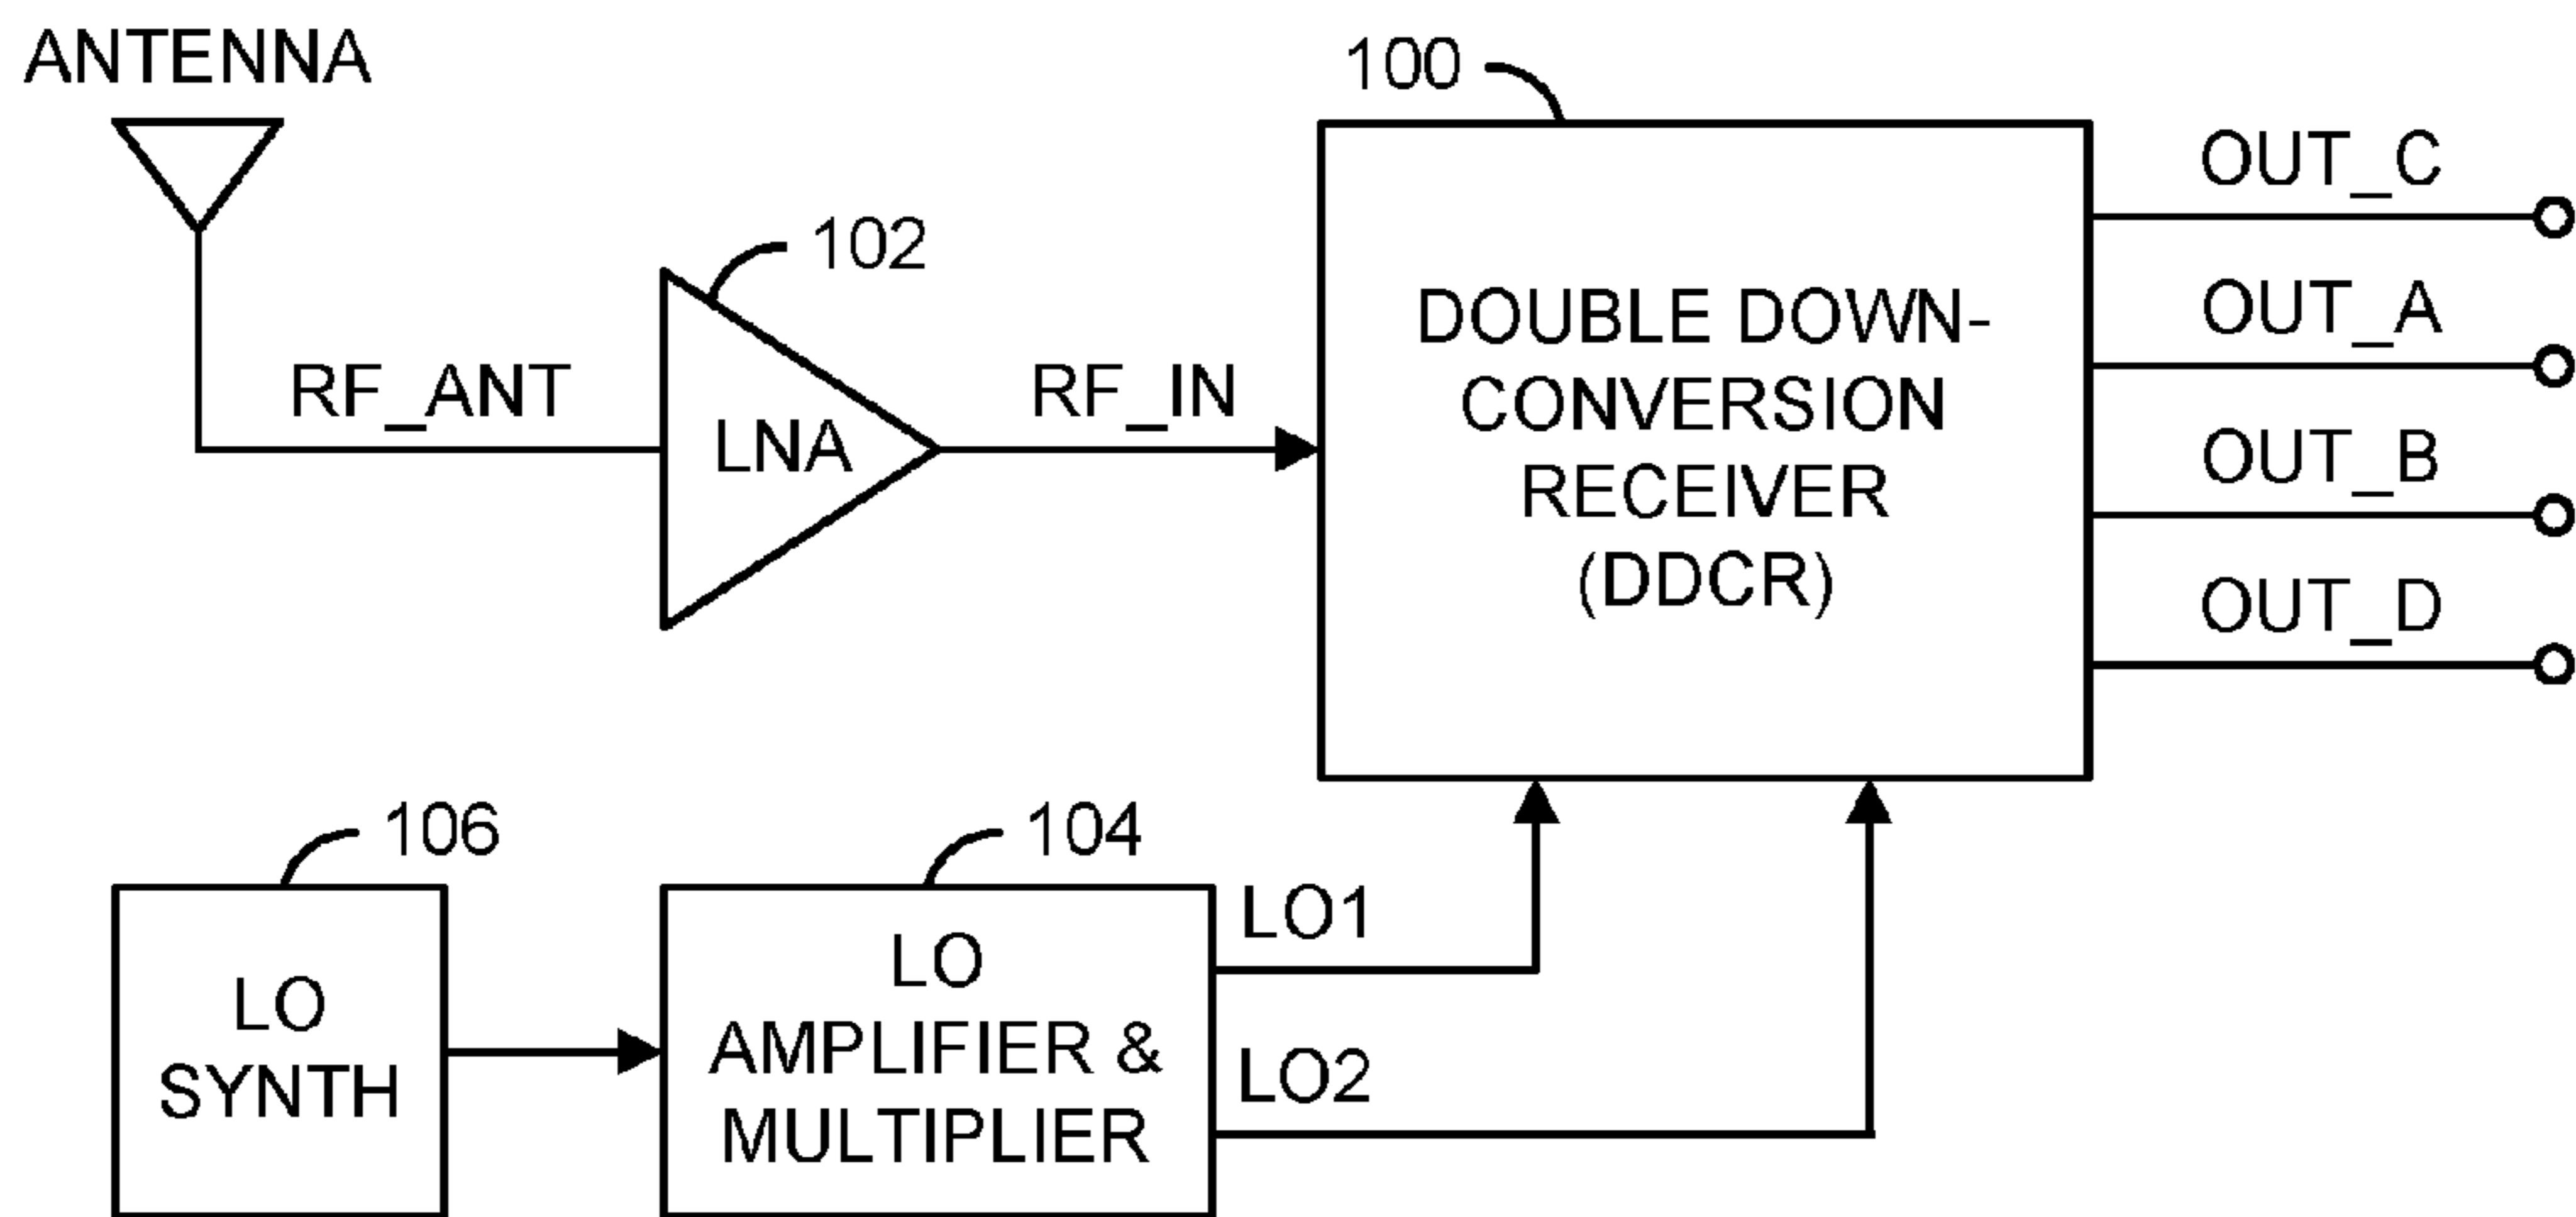 ANTENNA
100
OUT_C
102
OUT_A
DOUBLE DOWN-
CONVERSION
RECEIVER
(DDCR)
RF_ANT
LNA
RF_IN
OUT_B
OUT_D
106
104
LO1
LO
SYNTH
LO
AMPLIFIER &
MULTIPLIER
LO2